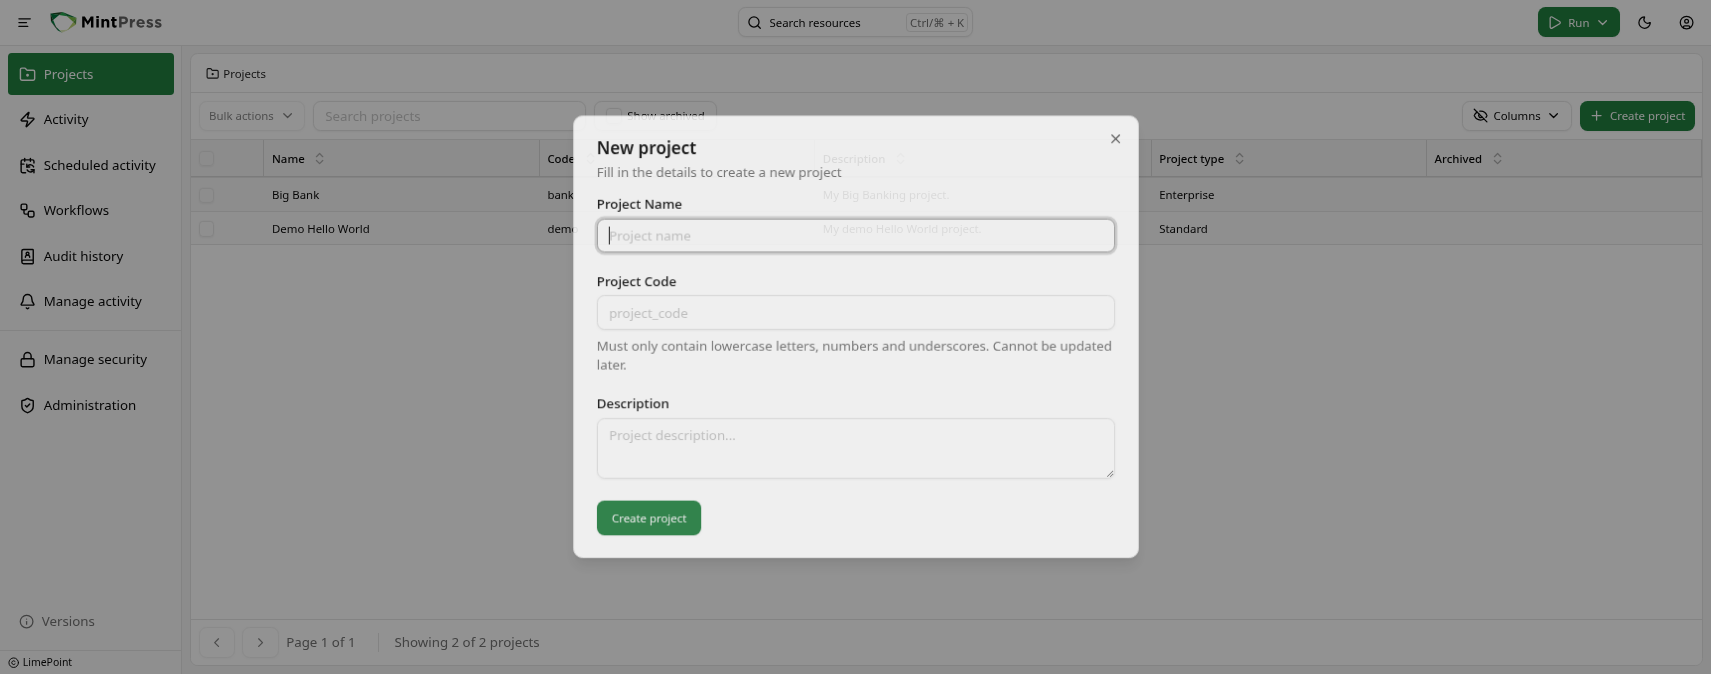 MintPress
Search resources
Ctrl/⌘ + K
Run
Projects
Activity
Scheduled activity
Workflows
Audit history
Manage activity
Manage security
Administration
Versions
© LimePoint
Projects
Bulk actions
Search projects
Show archived
Columns
Create project
Name
Code
Description
Project type
Archived
Big Bank
bank
My Big Banking project.
Enterprise
Demo Hello World
demo
My demo Hello World project.
Standard
Page 1 of 1
Showing 2 of 2 projects
New project
Fill in the details to create a new project
Project Name
Project name
Project Code
project_code
Must only contain lowercase letters, numbers and underscores. Cannot be updated
later.
Description
Project description...
Create project